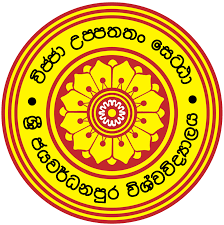 විජ්ජා උප්පතතං සෙට්ඨා
ශ්‍රී ජයවර්ධනපුර විශ්වවිද්‍යාලය